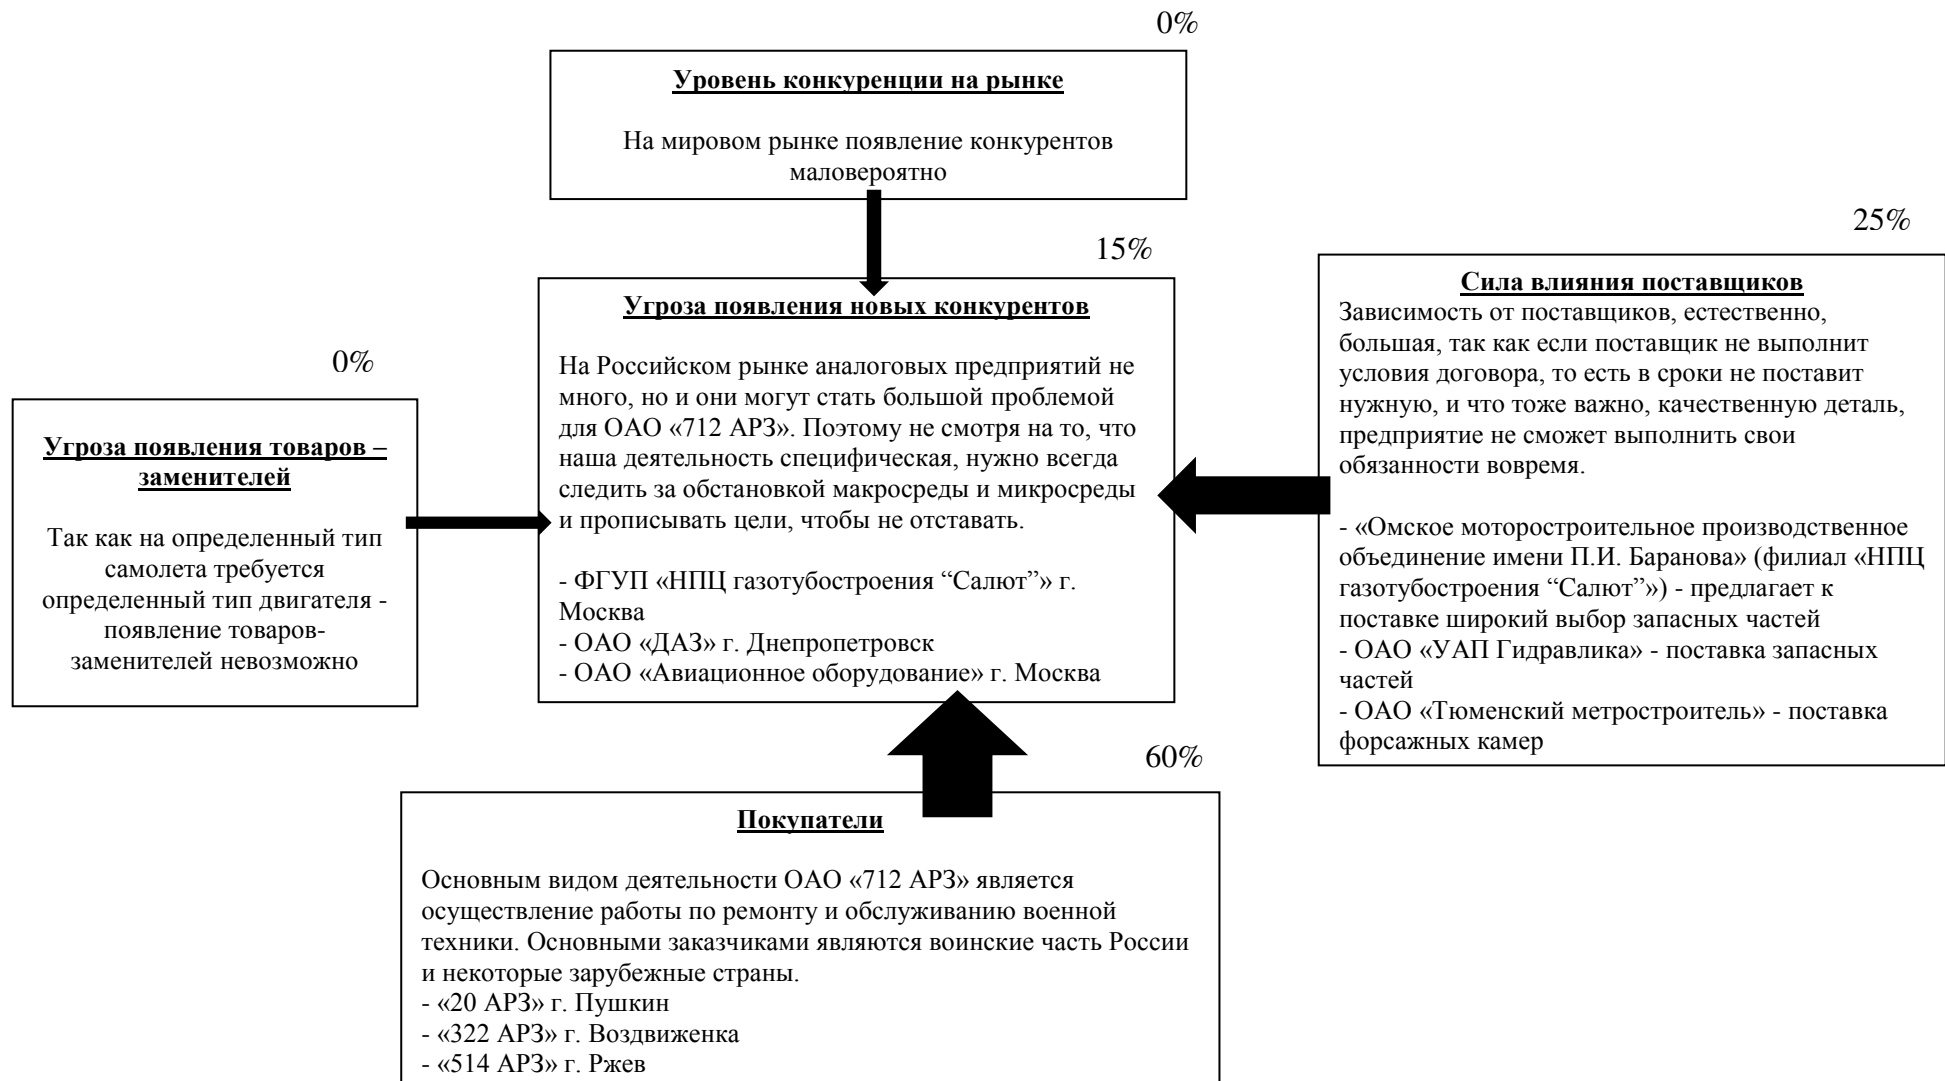 0%
Уровень конкуренции на рынке
На мировом рынке появление конкурентов
маловероятно
15%
Угроза появления новых конкурентов
На Российском рынке аналоговых предприятий не
много, но и они могут стать большой проблемой
для ОАО «712 АРЗ». Поэтому не смотря на то, что
наша деятельность специфическая, нужно всегда
следить за обстановкой макросреды и микросреды
и прописывать цели, чтобы не отставать.
- ФГУП «НПЦ газотубостроения “Салют”» г.
Москва
- ОАО «ДАЗ» г. Днепропетровск
- ОАО «Авиационное оборудование» г. Москва
25%
Сила влияния поставщиков
Зависимость от поставщиков, естественно,
большая, так как если поставщик не выполнит
условия договора, то есть в сроки не поставит
нужную, и что тоже важно, качественную деталь,
предприятие не сможет выполнить свои
обязанности вовремя.
- «Омское моторостроительное производственное
объединение имени П.И. Баранова» (филиал «НПЦ
газотубостроения “Салют”») - предлагает к
поставке широкий выбор запасных частей
- ОАО «УАП Гидравлика» - поставка запасных
частей
- ОАО «Тюменский метростроитель» - поставка
форсажных камер
0%
Угроза появления товаров –
заменителей
Так как на определенный тип
самолета требуется
определенный тип двигателя -
появление товаров-
заменителей невозможно
60%
Покупатели
Основным видом деятельности ОАО «712 АРЗ» является
осуществление работы по ремонту и обслуживанию военной
техники. Основными заказчиками являются воинские часть России
и некоторые зарубежные страны.
- «20 АРЗ» г. Пушкин
- «322 АРЗ» г. Воздвиженка
- «514 АРЗ» г. Ржев